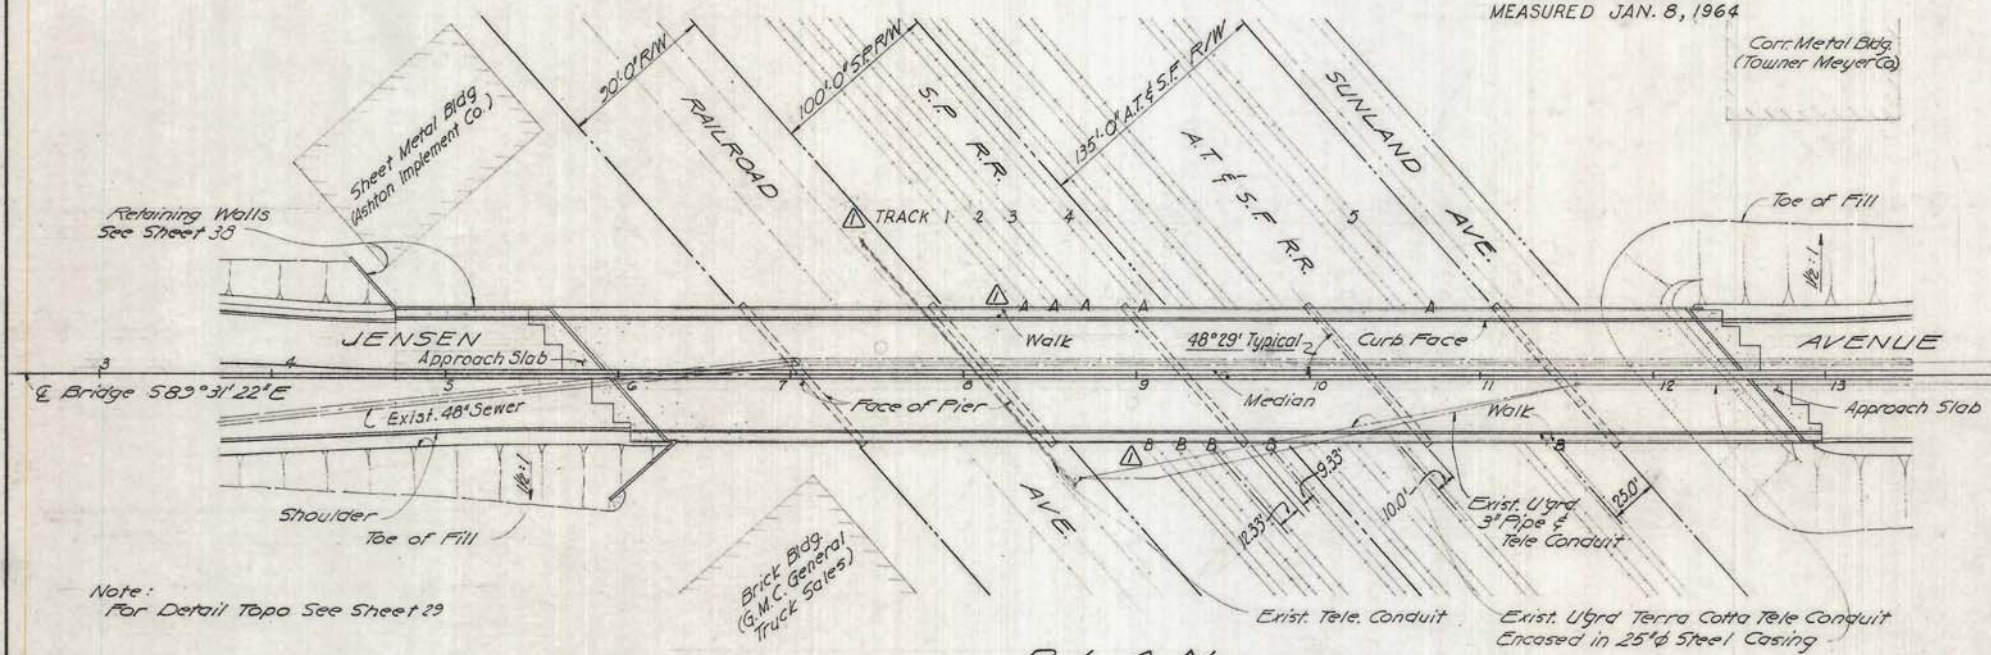 MEASURED JAN. 8, 1964
Corr. Metal Bldg.
(Towner Meyer Co.)
90'-0" R/W
100'-0" S.P. R/W
135'-0" A.T. & S.F. R/W
Sheet Metal Bldg
(Ashton Implement Co.)
RAILROAD
S.P. R.R.
A.T. & S.F. R.R.
SUNLAND AVE.
Retaining Walls
See Sheet 38
1 TRACK 1 2 3 4 5
Toe of Fill
1½:1
1 A A A A A
JENSEN
Approach Slab
Walk
48°29' Typical
Curb Face
AVENUE
3 4 5 6 7 8 9 10 11 12 13
℄ Bridge S89°31'22"E
Exist. 48" Sewer
Face of Pier
Median
Walk
Approach Slab
1 B B B B B
1½:1
Shoulder
Toe of Fill
AVE.
9.33'
12.33'
10.0'
25.0'
Exist. U'grd
3" Pipe &
Tele Conduit
Brick Bldg.
(G.M.C. General
Truck Sales)
Note:
For Detail Topo See Sheet 29
Exist. Tele. Conduit
Exist. U'grd Terra Cotta Tele Conduit
Encased in 25"ϕ Steel Casing